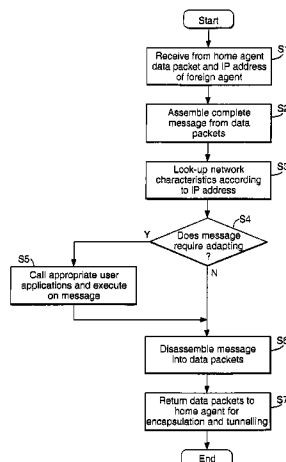 Start
S1
Receive from home agent
data packet and IP address
of foreign agent
S2
Assemble complete
message from data
packets
S3
Look-up network
characteristics according
to IP address
S4
Does message
require adapting
?
Y
N
S5
Call appropriate user
applications and execute
on message
S6
Disassemble message
into data packets
S7
Return data packets to
home agent for
encapsulation and tunnelling
End